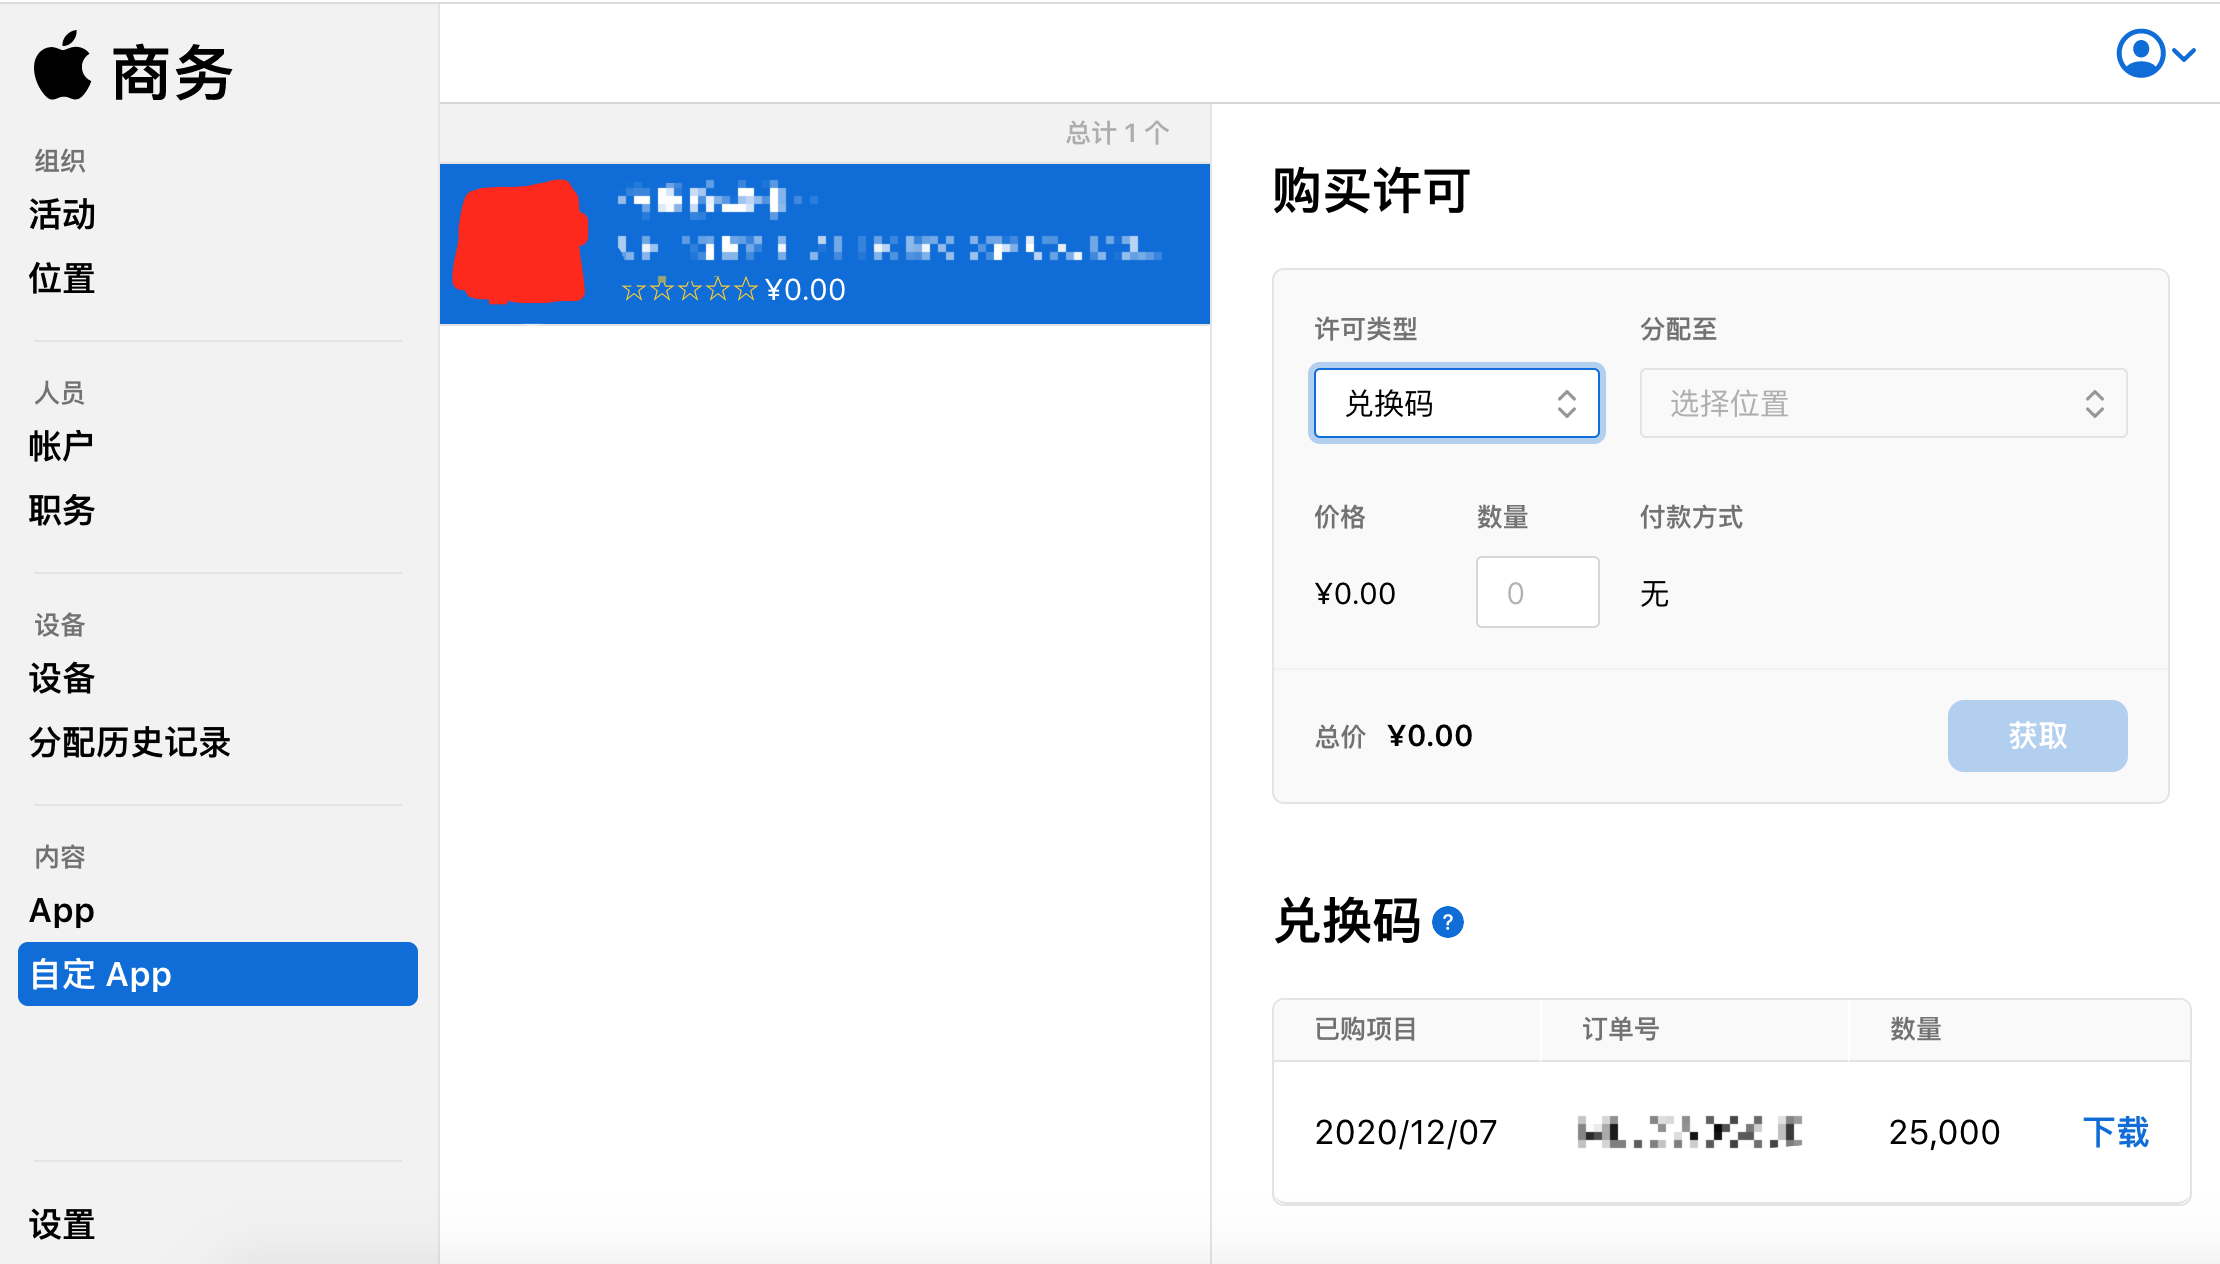 商务
组织
活动
位置
人员
帐户
职务
设备
设备
分配历史记录
内容
App
自定 App
设置
总计 1 个
☆☆☆☆☆ ¥0.00
购买许可
许可类型
分配至
兑换码
选择位置
价格
数量
付款方式
¥0.00
0
无
总价 ¥0.00
获取
兑换码 ?
已购项目
订单号
数量
2020/12/07
25,000
下载